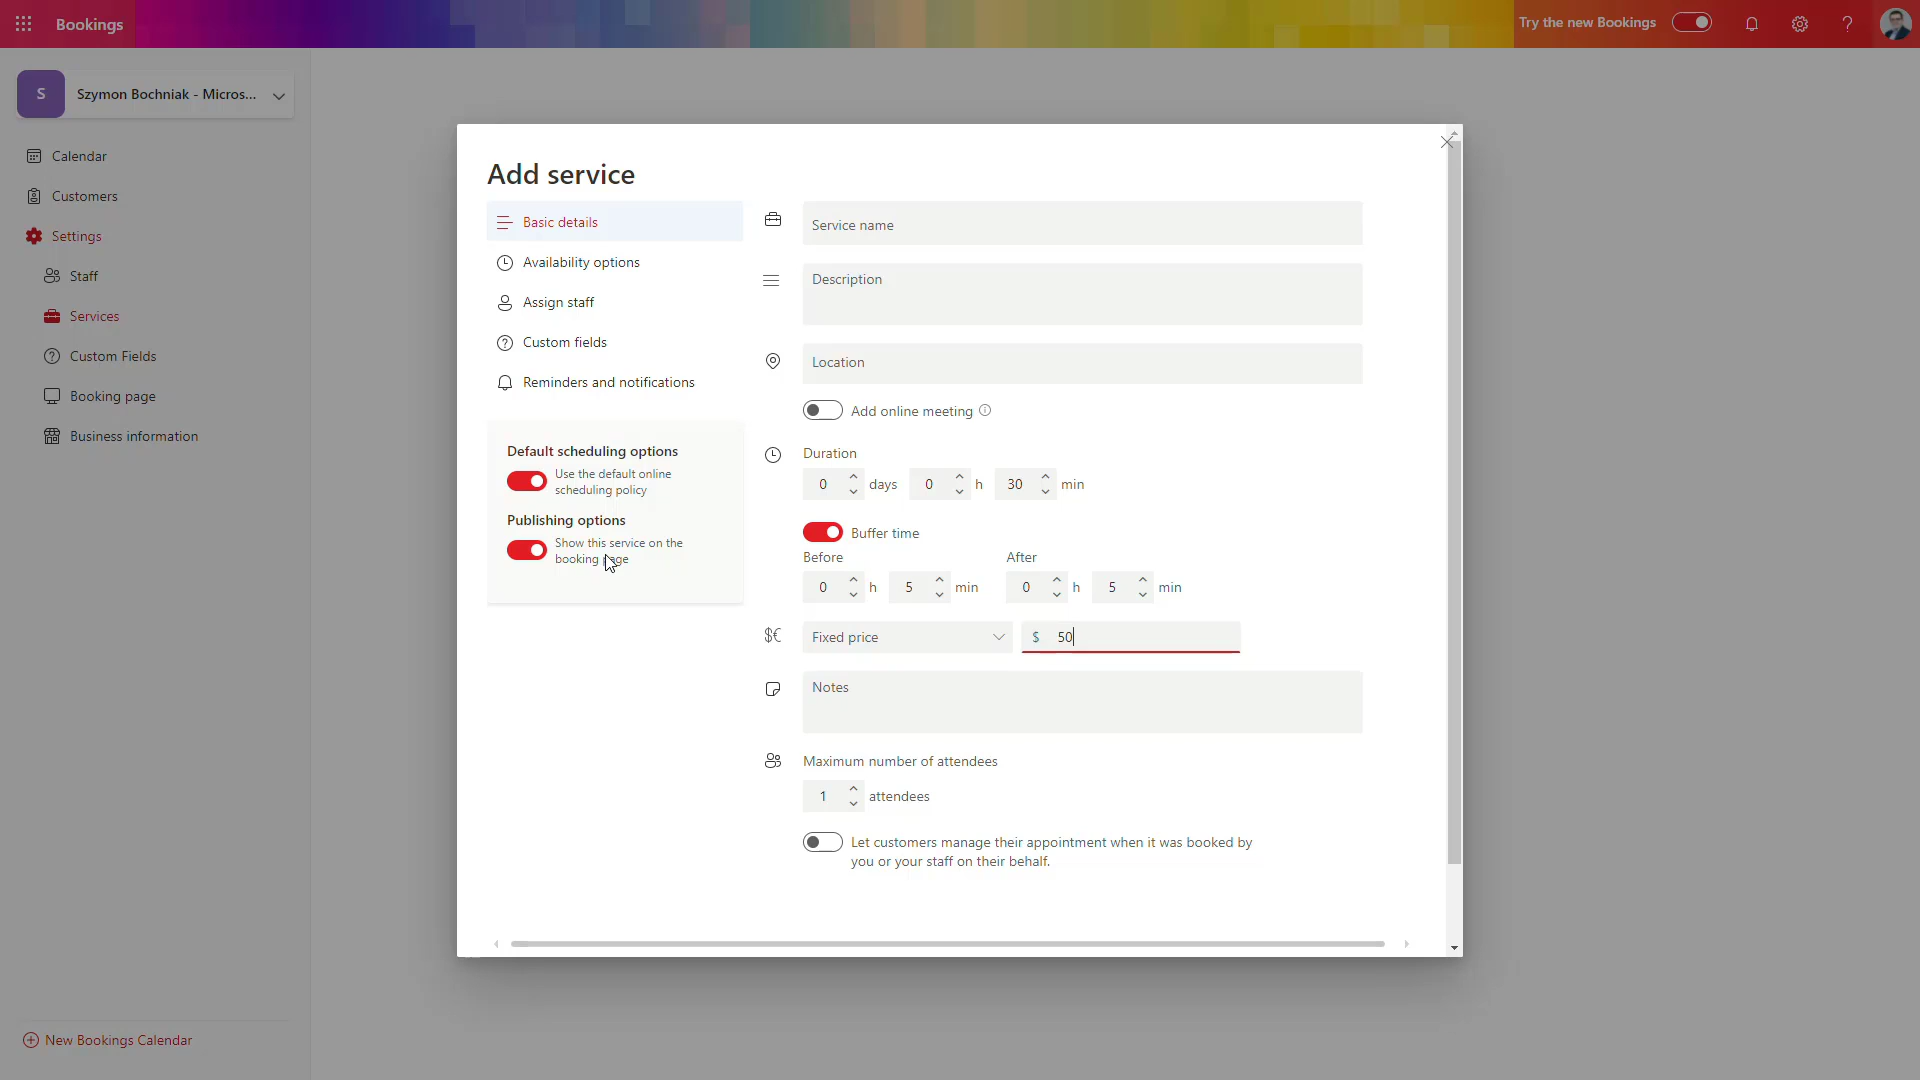 Bookings
Try the new Bookings
S
Szymon Bochniak - Micros...
Calendar
Customers
Settings
Staff
Services
Custom Fields
Booking page
Business information
New Bookings Calendar
Add service
Basic details
Availability options
Assign staff
Custom fields
Reminders and notifications
Default scheduling options
Use the default online
scheduling policy
Publishing options
Show this service on the
booking page
Service name
Description
Location
Add online meeting
Duration
0 days 0 h 30 min
Buffer time
Before After
0 h 5 min 0 h 5 min
$€ Fixed price $ 50
Notes
Maximum number of attendees
1 attendees
Let customers manage their appointment when it was booked by
you or your staff on their behalf.